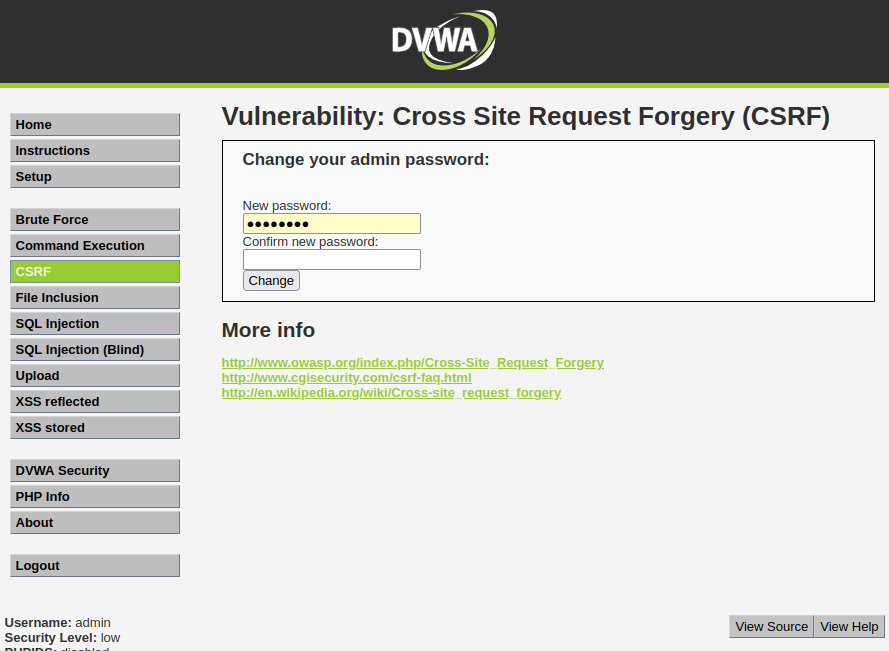 DVWA
Vulnerability: Cross Site Request Forgery (CSRF)
Home
Instructions
Setup
Brute Force
Command Execution
CSRF
File Inclusion
SQL Injection
SQL Injection (Blind)
Upload
XSS reflected
XSS stored
DVWA Security
PHP Info
About
Logout
Change your admin password:
New password:
●●●●●●●●
Confirm new password:
Change
More info
http://www.owasp.org/index.php/Cross-Site_Request_Forgery
http://www.cgisecurity.com/csrf-faq.html
http://en.wikipedia.org/wiki/Cross-site_request_forgery
Username: admin
Security Level: low
PHPIDS: disabled
View Source
View Help